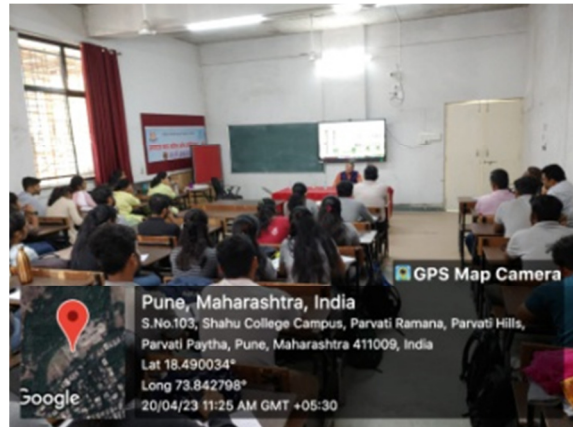 GPS Map Camera
Pune, Maharashtra, India
S.No.103, Shahu College Campus, Parvati Ramana, Parvati Hills,
Parvati Paytha, Pune, Maharashtra 411009, India
Lat 18.490034°
Long 73.842798°
Google
20/04/23 11:25 AM GMT +05:30